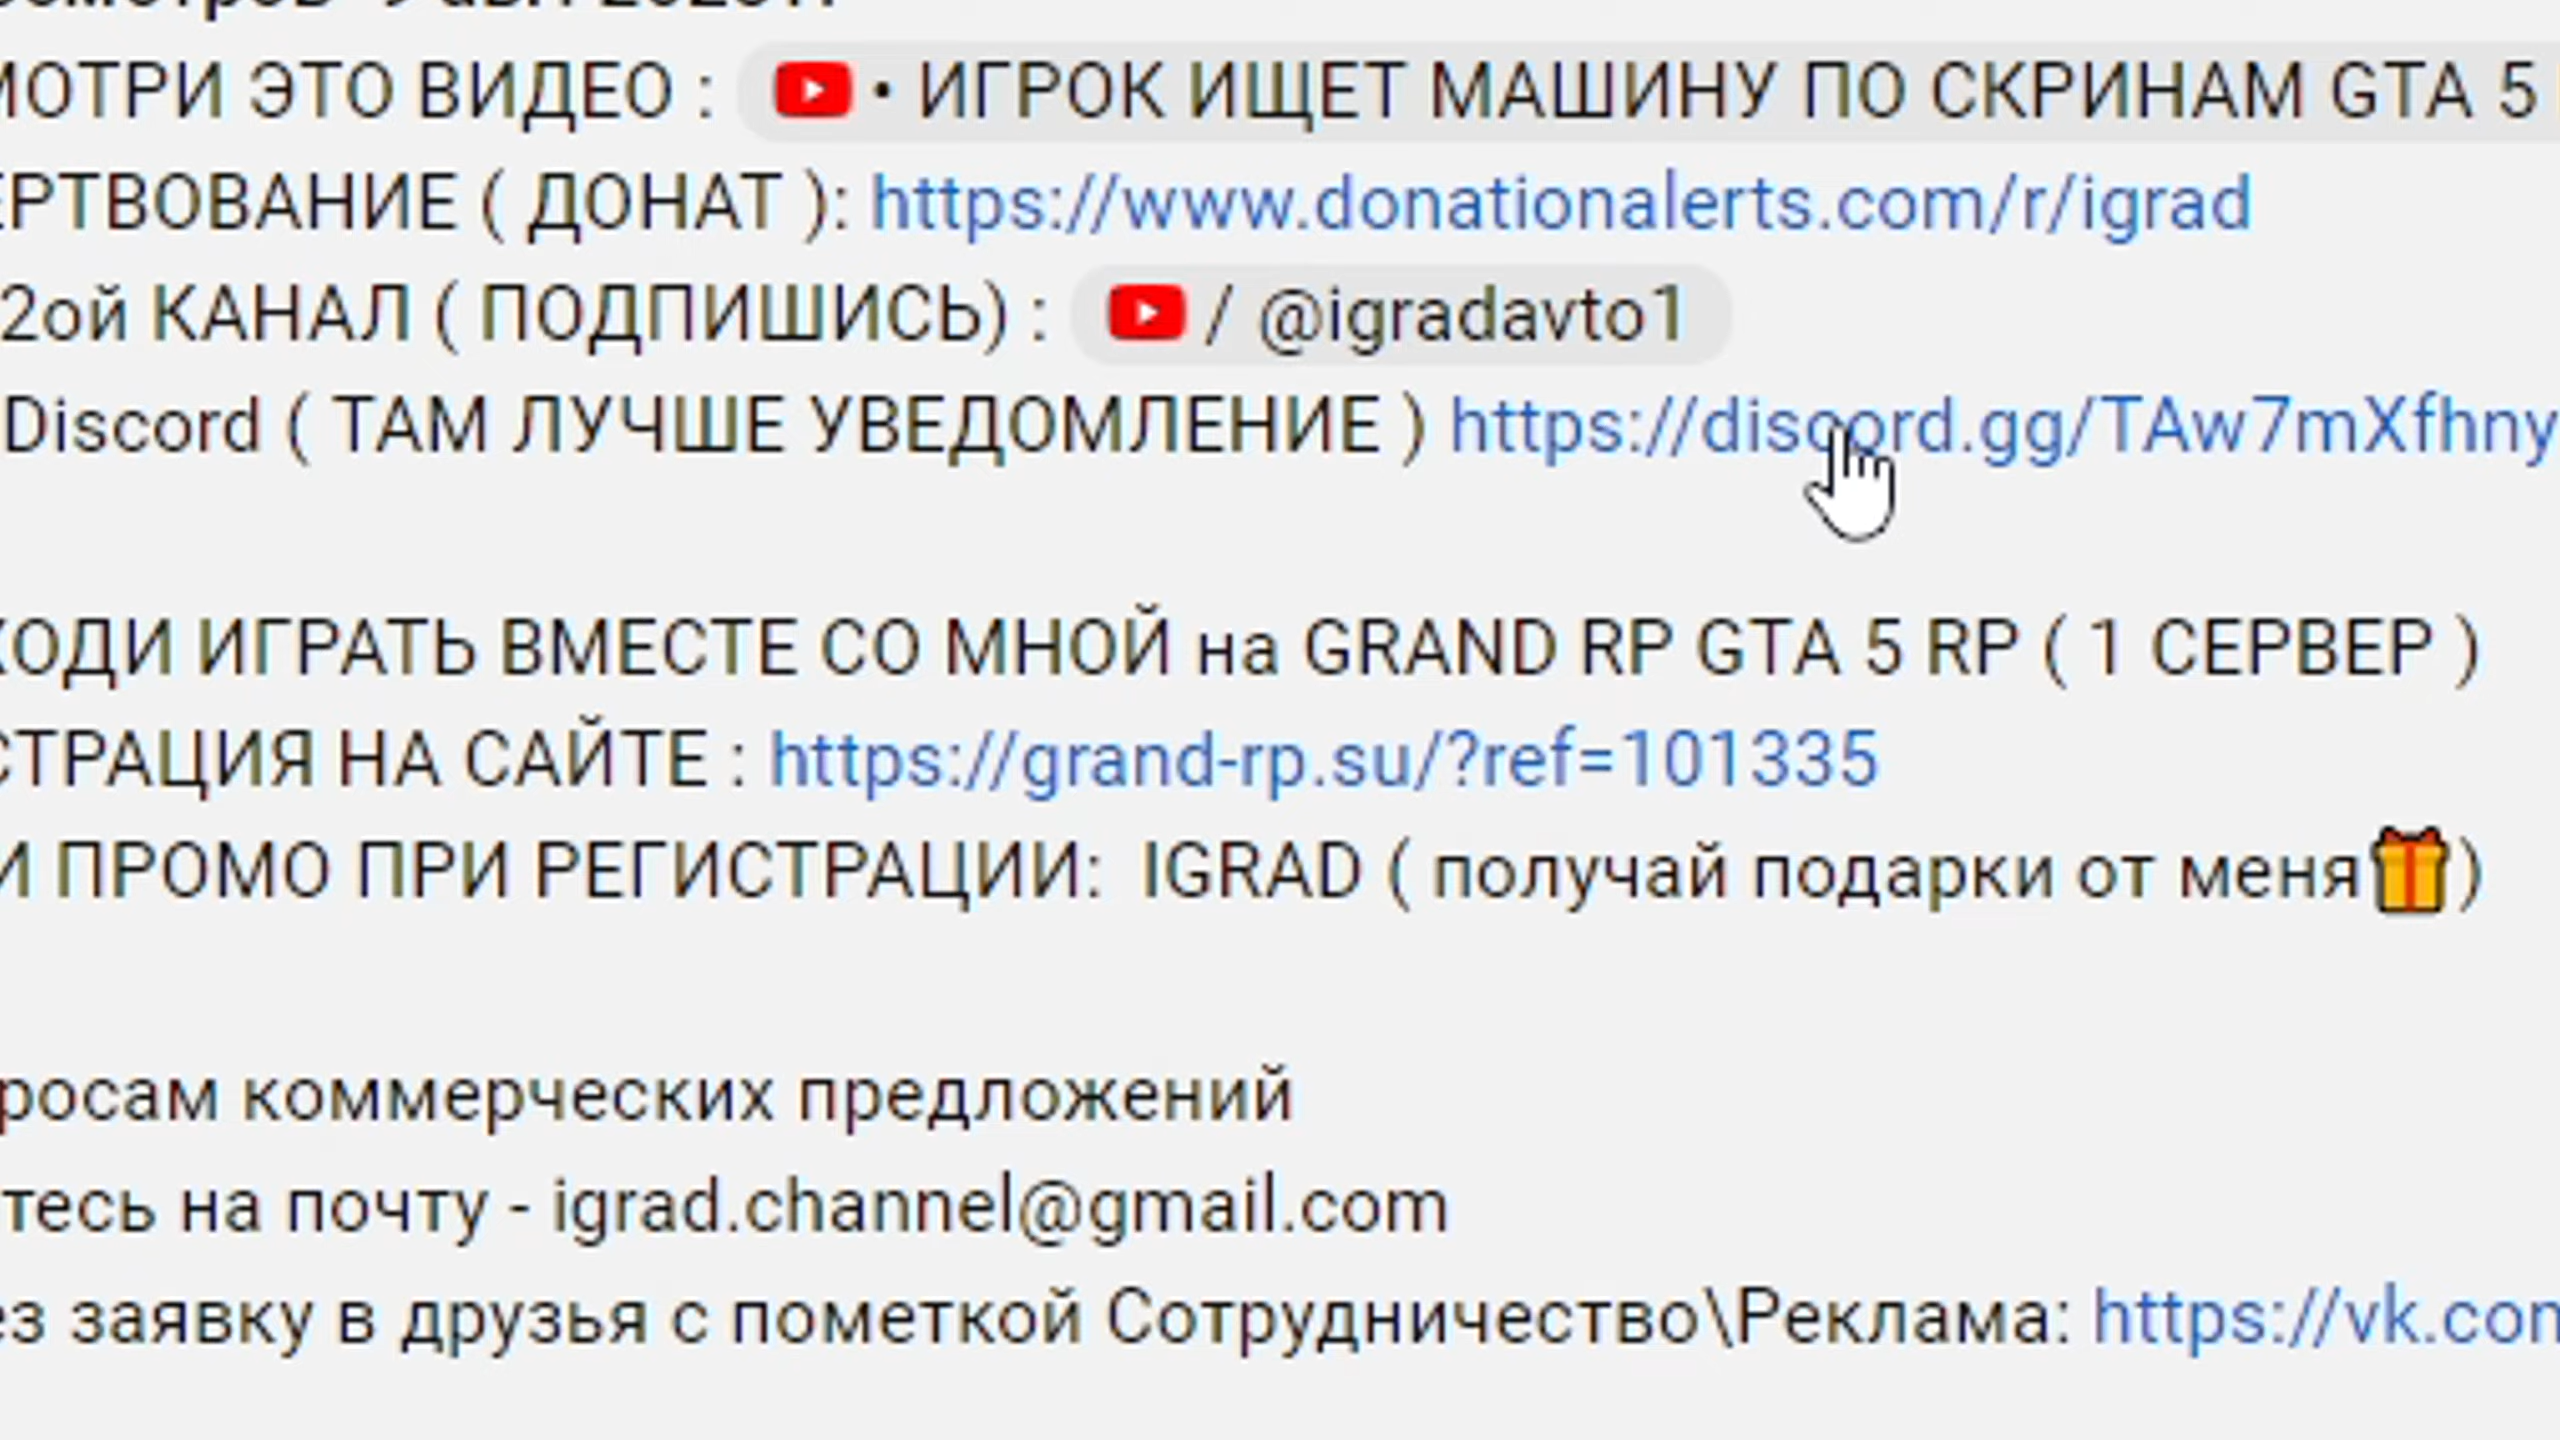 МОТРИ ЭТО ВИДЕО : • ИГРОК ИЩЕТ МАШИНУ ПО СКРИНАМ GTA 5
ЕРТВОВАНИЕ ( ДОНАТ ): https://www.donationalerts.com/r/igrad
2ой КАНАЛ ( ПОДПИШИСЬ) : / @igradavto1
Discord ( ТАМ ЛУЧШЕ УВЕДОМЛЕНИЕ ) https://discord.gg/TAw7mXfhny
ХОДИ ИГРАТЬ ВМЕСТЕ СО МНОЙ на GRAND RP GTA 5 RP ( 1 СЕРВЕР )
СТРАЦИЯ НА САЙТЕ : https://grand-rp.su/?ref=101335
И ПРОМО ПРИ РЕГИСТРАЦИИ: IGRAD ( получай подарки от меня🎁)
росам коммерческих предложений
тесь на почту - igrad.channel@gmail.com
ез заявку в друзья с пометкой Сотрудничество\Реклама: https://vk.com